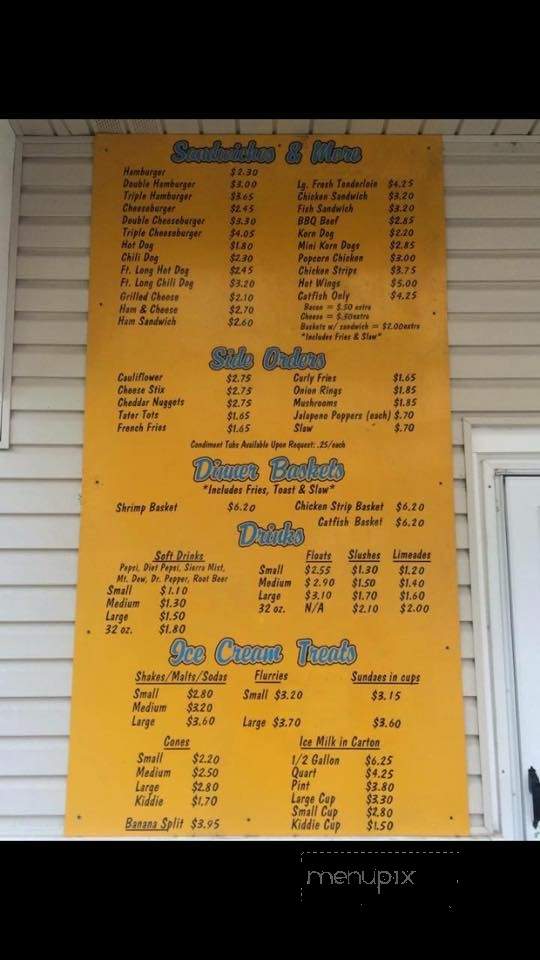 Sandwiches & More
Hamburger $2.30
Double Hamburger $3.00
Triple Hamburger $3.65
Cheeseburger $2.45
Double Cheeseburger $3.30
Triple Cheeseburger $4.05
Hot Dog $1.80
Chili Dog $2.30
Ft. Long Hot Dog $2.45
Ft. Long Chili Dog $3.20
Grilled Cheese $2.10
Ham & Cheese $2.70
Ham Sandwich $2.60
Lg. Fresh Tenderloin $4.25
Chicken Sandwich $3.20
Fish Sandwich $3.20
BBQ Beef $2.85
Korn Dog $2.20
Mini Korn Dogs $2.85
Popcorn Chicken $3.00
Chicken Strips $3.75
Hot Wings $5.00
Catfish Only $4.25
Bacon = $.50 extra
Cheese = $.50extra
Baskets w/ sandwich = $2.00extra
*Includes Fries & Slaw*
Side Orders
Cauliflower $2.75
Cheese Stix $2.75
Cheddar Nuggets $2.75
Tater Tots $1.65
French Fries $1.65
Curly Fries $1.65
Onion Rings $1.85
Mushrooms $1.85
Jalapeno Poppers (each) $.70
Slaw $.70
Condiment Tubs Available Upon Request: .25/each
Dinner Baskets
*Includes Fries, Toast & Slaw*
Shrimp Basket $6.20
Chicken Strip Basket $6.20
Catfish Basket $6.20
Drinks
Soft Drinks
Pepsi, Diet Pepsi, Sierra Mist,
Mt. Dew, Dr. Pepper, Root Beer
Small $1.10
Medium $1.30
Large $1.50
32 oz. $1.80
Floats Slushes Limeades
Small $2.55 $1.30 $1.20
Medium $2.90 $1.50 $1.40
Large $3.10 $1.70 $1.60
32 oz. N/A $2.10 $2.00
Ice Cream Treats
Shakes/Malts/Sodas
Small $2.80
Medium $3.20
Large $3.60
Flurries
Small $3.20
Large $3.70
Sundaes in cups
$3.15
$3.60
Cones
Small $2.20
Medium $2.50
Large $2.80
Kiddie $1.70
Banana Split $3.95
Ice Milk in Carton
1/2 Gallon $6.25
Quart $4.25
Pint $3.80
Large Cup $3.30
Small Cup $2.80
Kiddie Cup $1.50
menupix